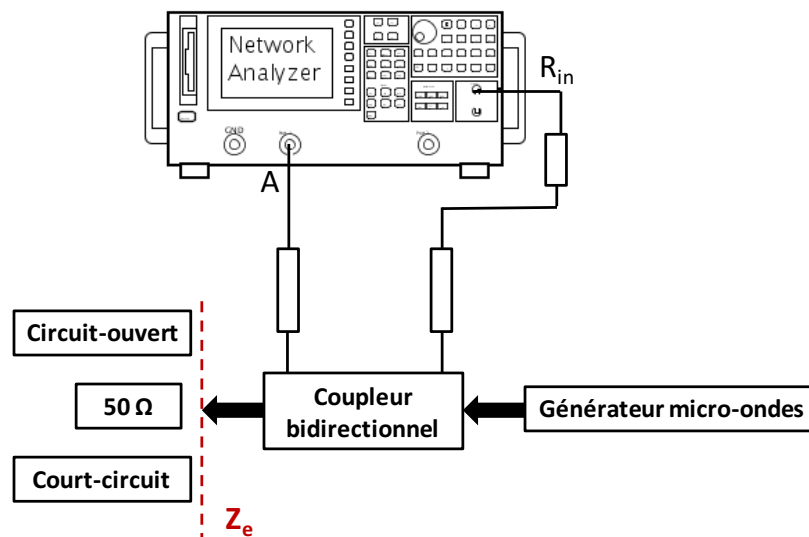 Network
Analyzer
GND
R_in
A
Circuit-ouvert
50 Ω
Court-circuit
Coupleur
bidirectionnel
Générateur micro-ondes
Z_e